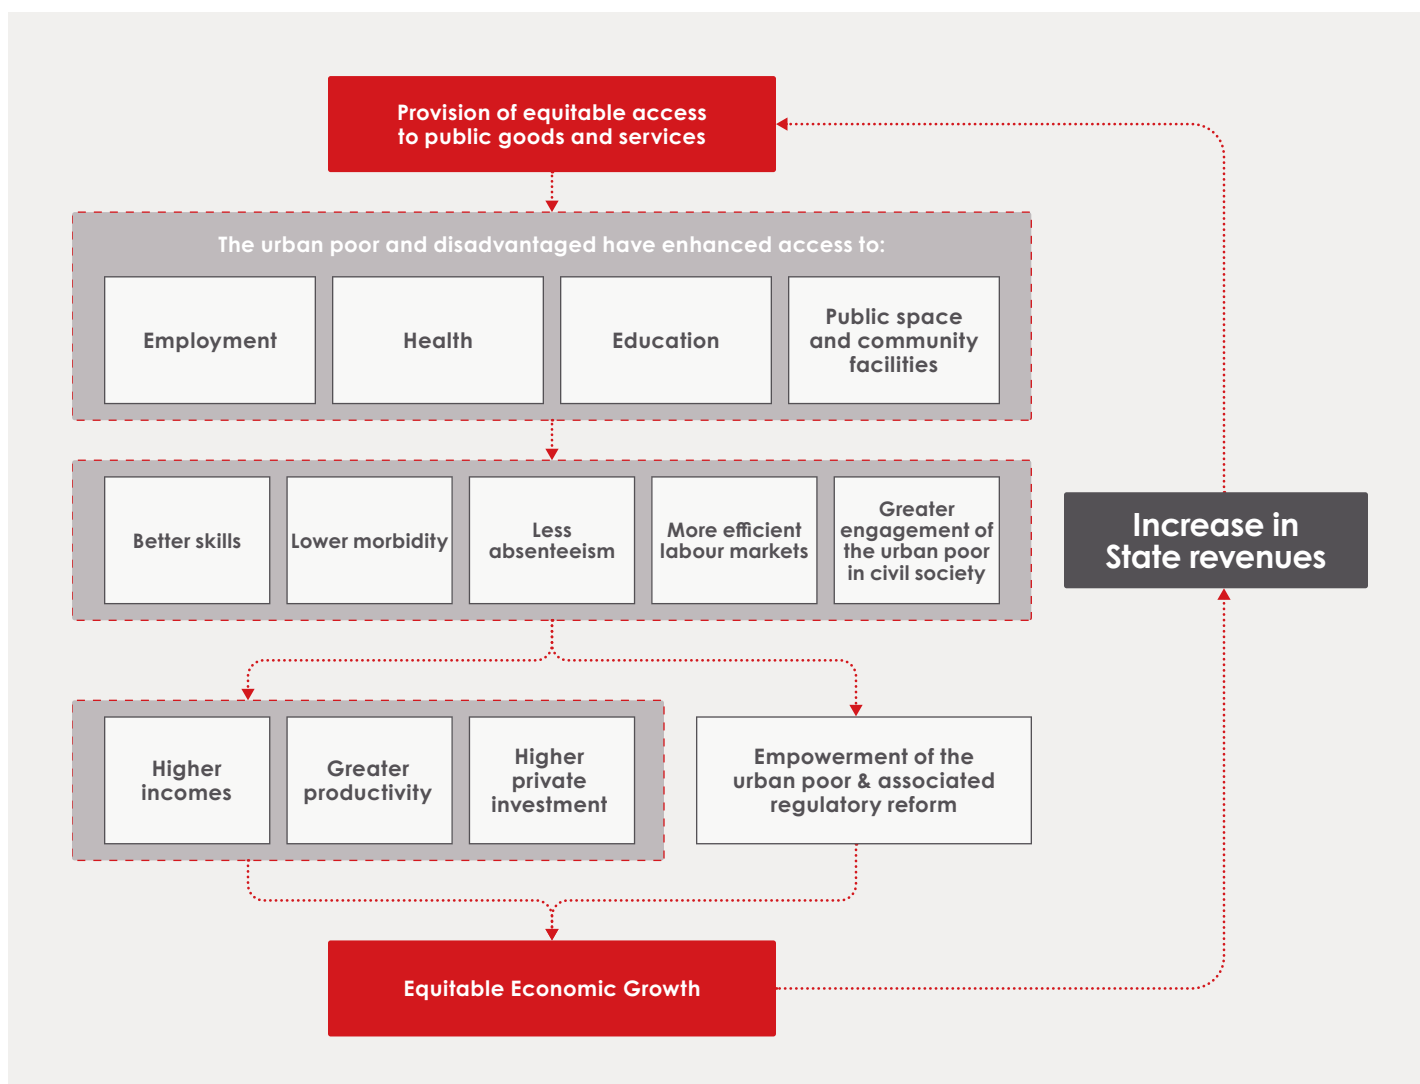 Provision of equitable access
to public goods and services
The urban poor and disadvantaged have enhanced access to:
Employment
Health
Education
Public space
and community
facilities
Better skills
Lower morbidity
Less
absenteeism
More efficient
labour markets
Greater
engagement of
the urban poor
in civil society
Increase in
State revenues
Higher
incomes
Greater
productivity
Higher
private
investment
Empowerment of the
urban poor & associated
regulatory reform
Equitable Economic Growth